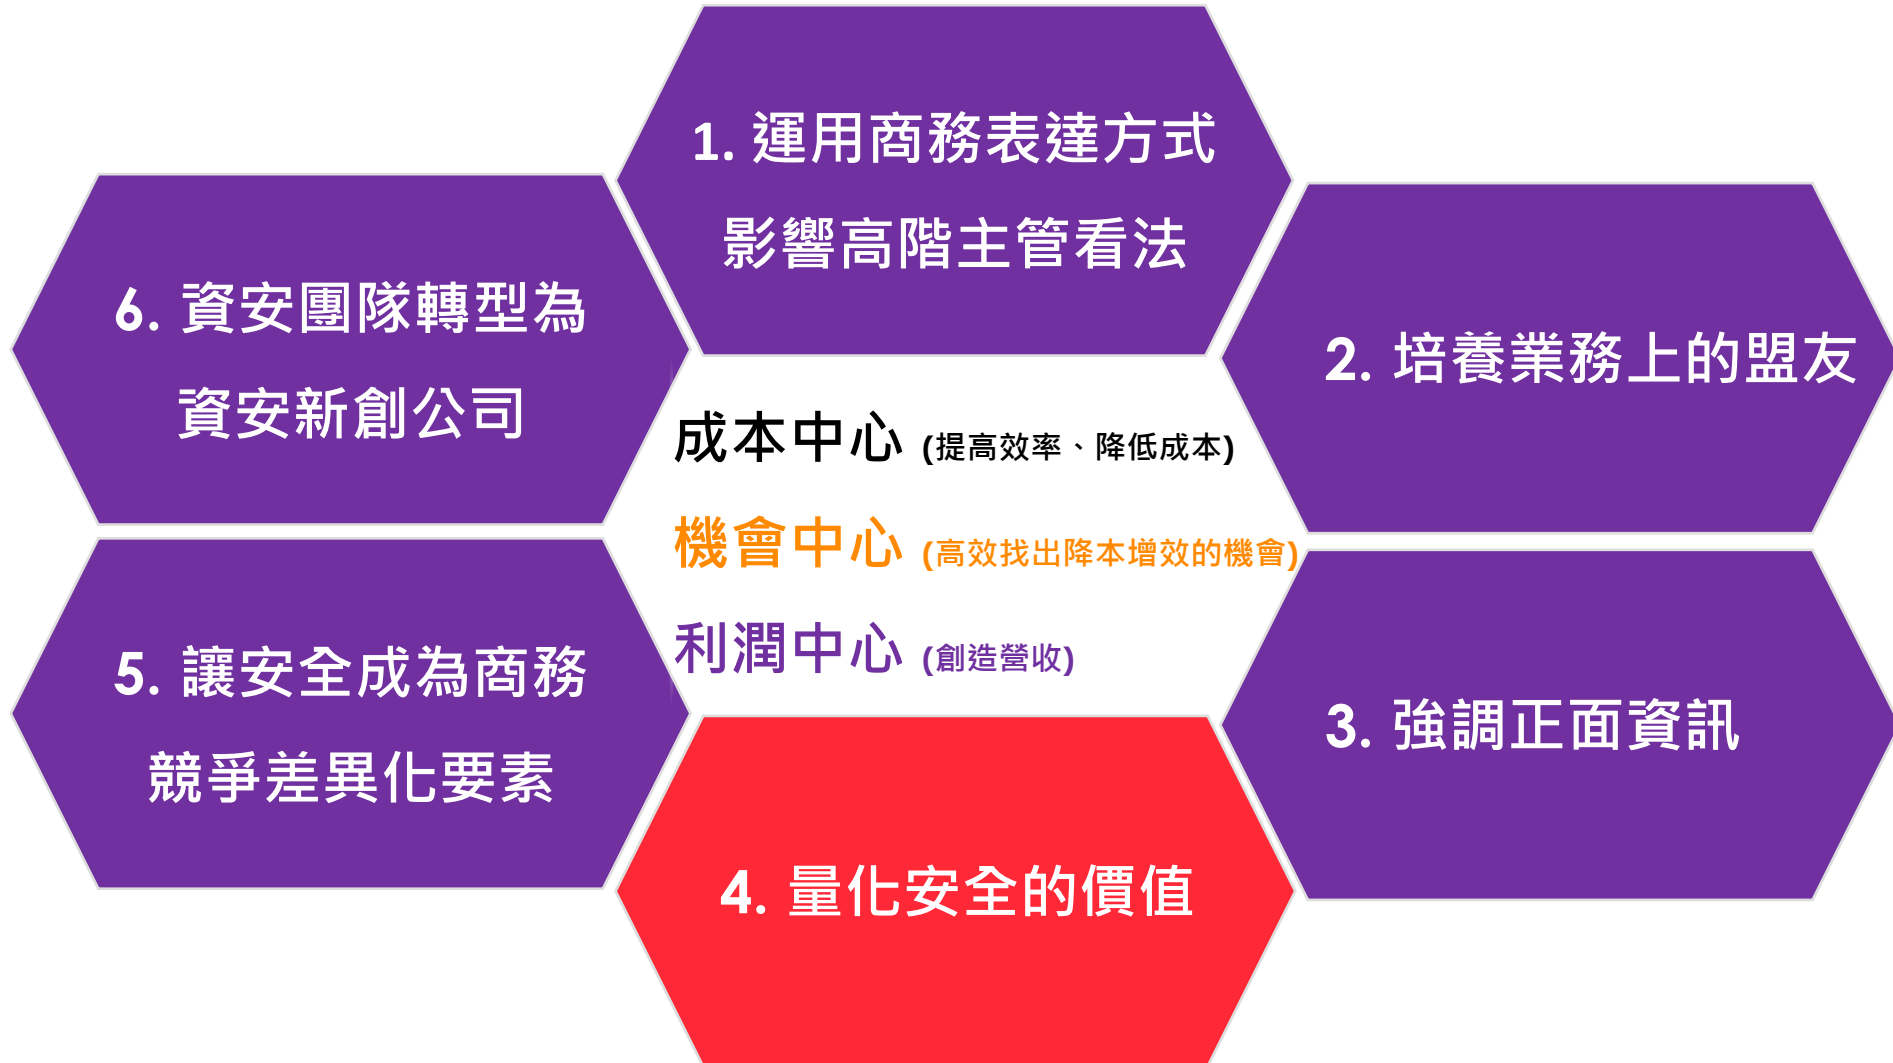 1. 運用商務表達方式
影響高階主管看法
2. 培養業務上的盟友
3. 強調正面資訊
4. 量化安全的價值
5. 讓安全成為商務
競爭差異化要素
6. 資安團隊轉型為
資安新創公司
成本中心 (提高效率、降低成本)
機會中心 (高效找出降本增效的機會)
利潤中心 (創造營收)